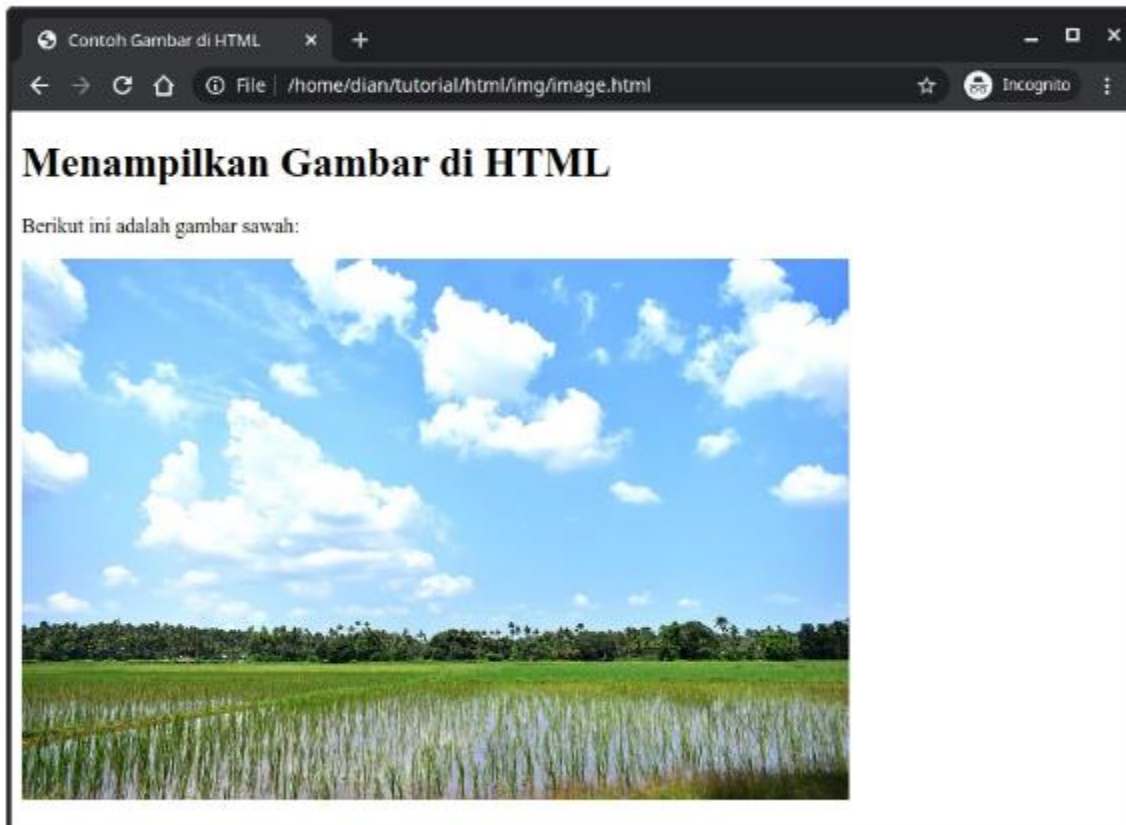 Contoh Gambar di HTML
File /home/dian/tutorial/html/img/image.html Incognito
Menampilkan Gambar di HTML
Berikut ini adalah gambar sawah: